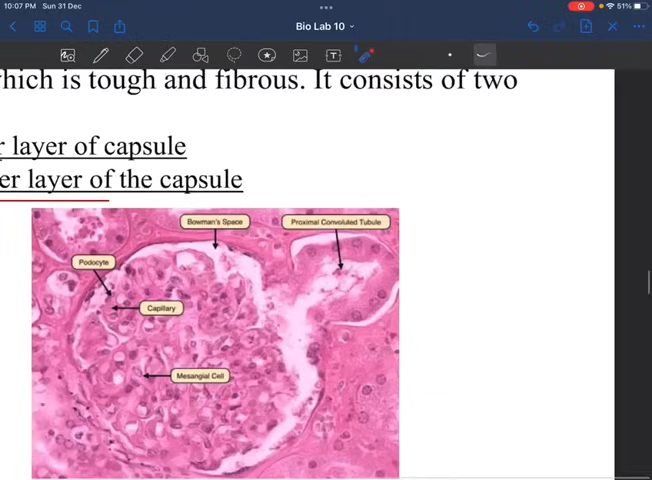 10:07 PM Sun 31 Dec
51%
Bio Lab 10
which is tough and fibrous. It consists of two
r layer of capsule
er layer of the capsule
Bowman's Space
Proximal Convoluted Tubule
Podocyte
Capillary
Mesangial Cell